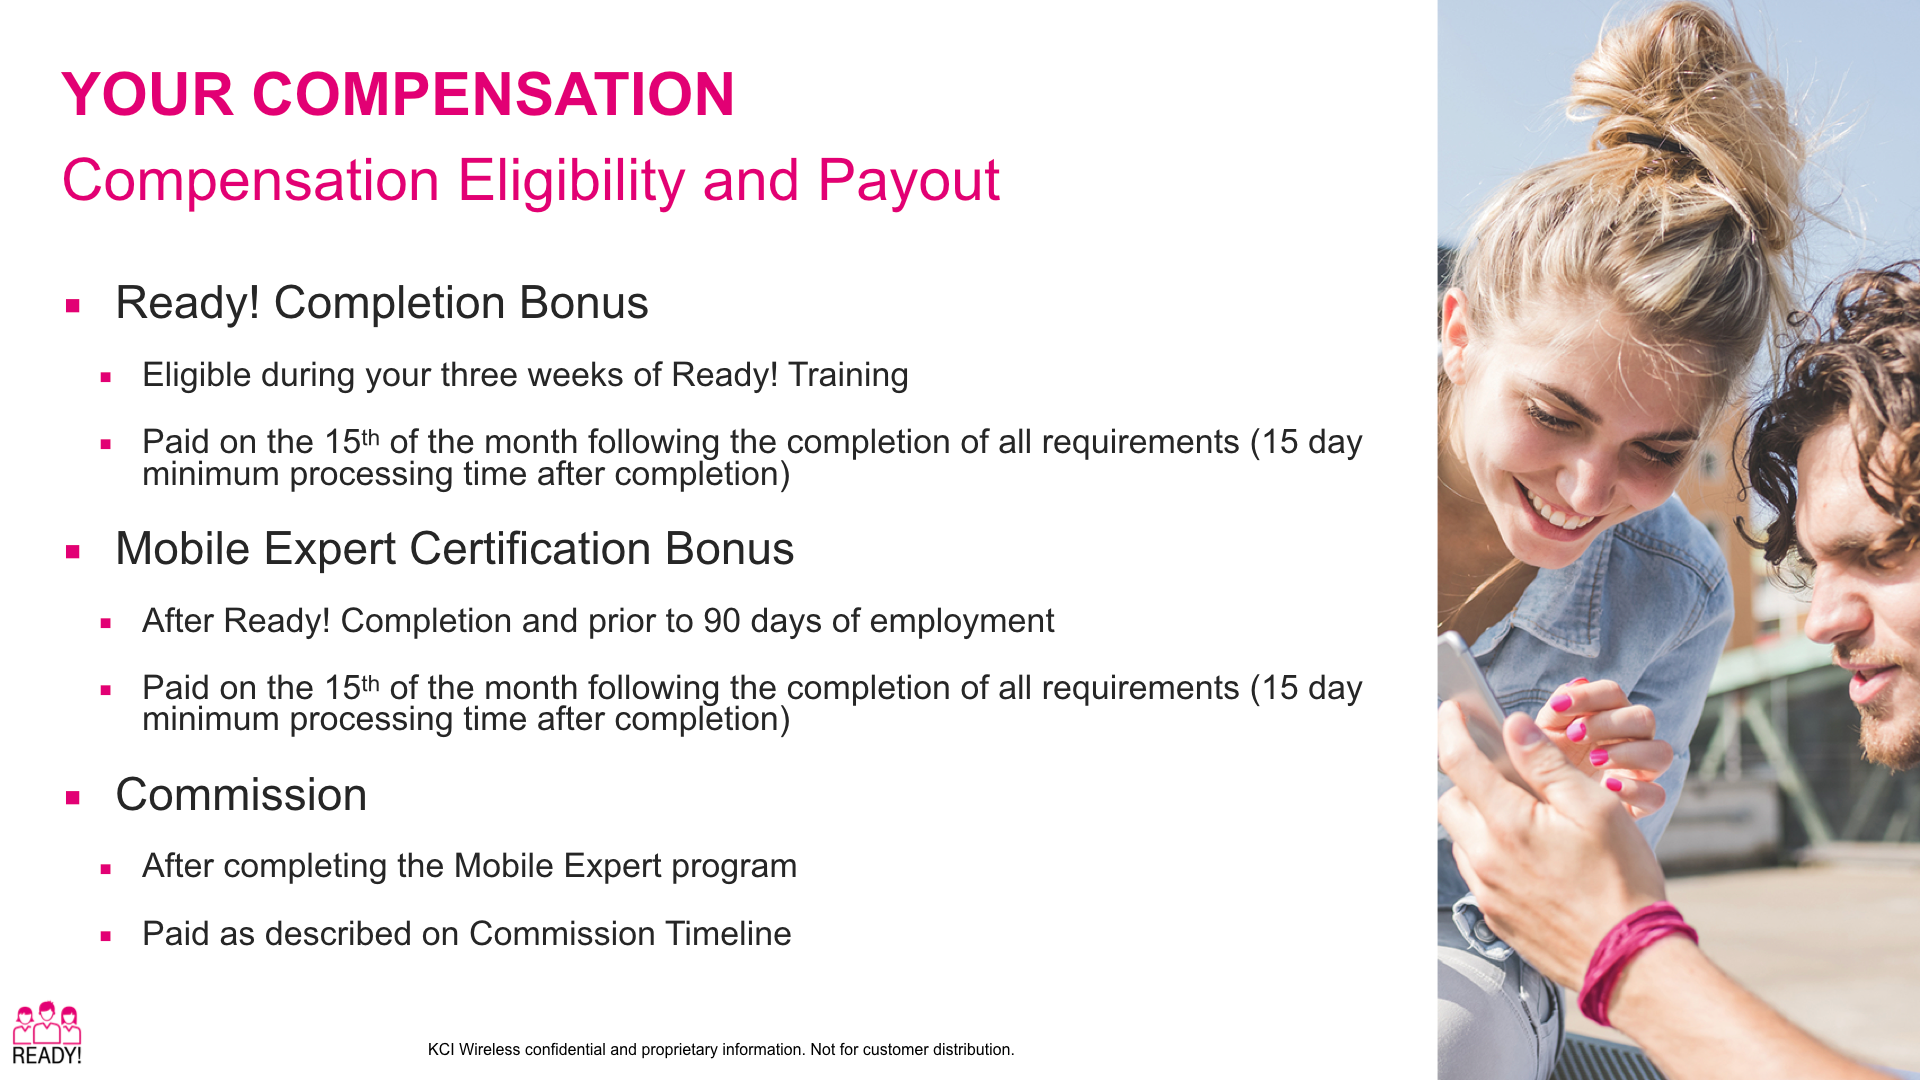 YOUR COMPENSATION
Compensation Eligibility and Payout
Ready! Completion Bonus
Eligible during your three weeks of Ready! Training
Paid on the 15th of the month following the completion of all requirements (15 day
minimum processing time after completion)
Mobile Expert Certification Bonus
After Ready! Completion and prior to 90 days of employment
Paid on the 15th of the month following the completion of all requirements (15 day
minimum processing time after completion)
Commission
After completing the Mobile Expert program
Paid as described on Commission Timeline
READY!
KCI Wireless confidential and proprietary information. Not for customer distribution.